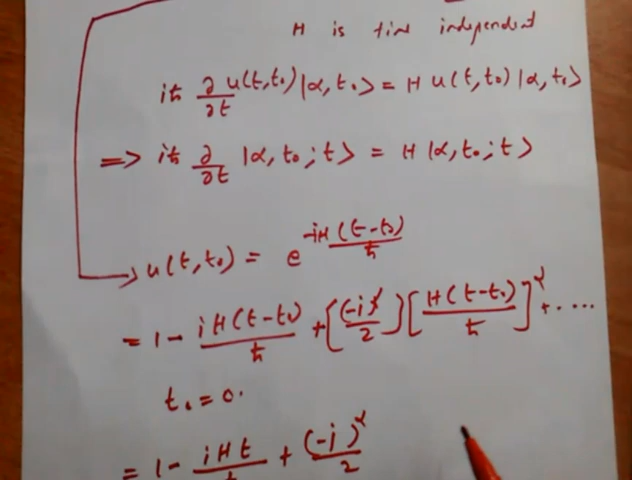 H is time independent
iħ ∂/∂t u(t,t₀) |α, t₀> = H u(t,t₀) |α, t₀>
=> iħ ∂/∂t |α, t₀; t> = H |α, t₀; t>
u(t,t₀) = e^(-iH(t-t₀)/ħ)
= 1 - iH(t-t₀)/ħ + [(-i)²/2] [H(t-t₀)/ħ]² + ....
t₀ = 0.
= 1 - iHt/ħ + (-i)²/2